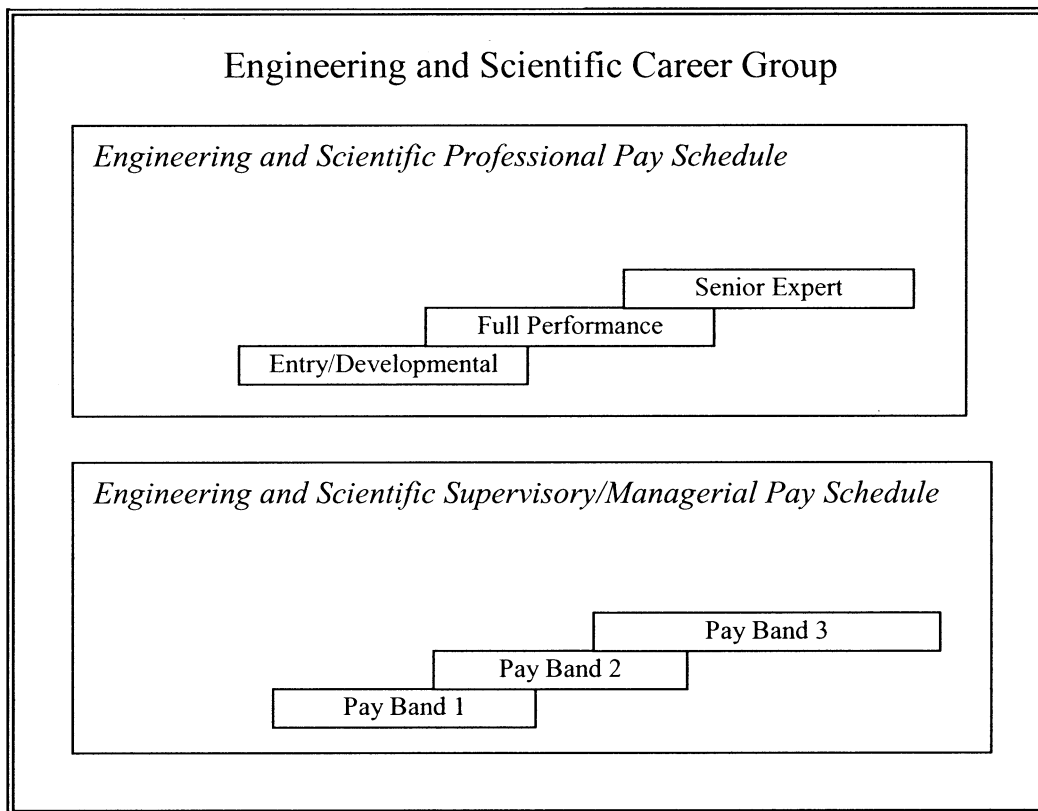 Engineering and Scientific Career Group
Engineering and Scientific Professional Pay Schedule
Senior Expert
Full Performance
Entry/Developmental
Engineering and Scientific Supervisory/Managerial Pay Schedule
Pay Band 3
Pay Band 2
Pay Band 1